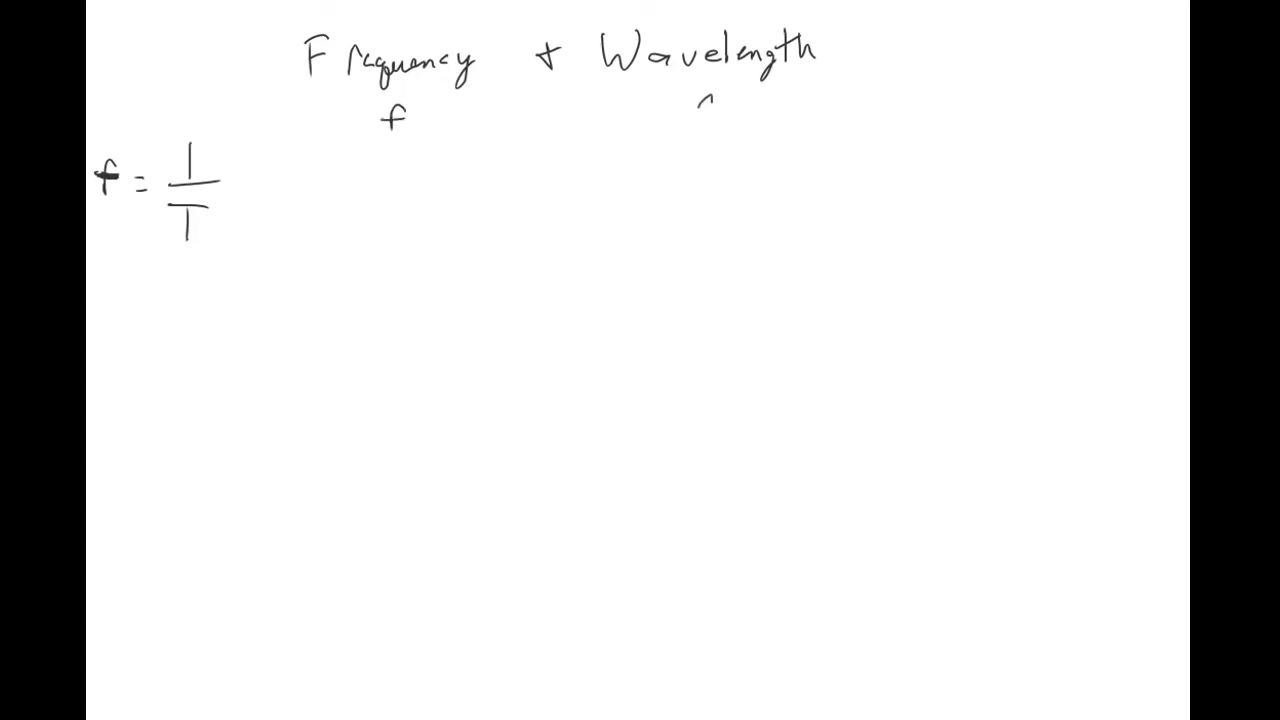 Frequency + Wavelength
f
f = 1/T